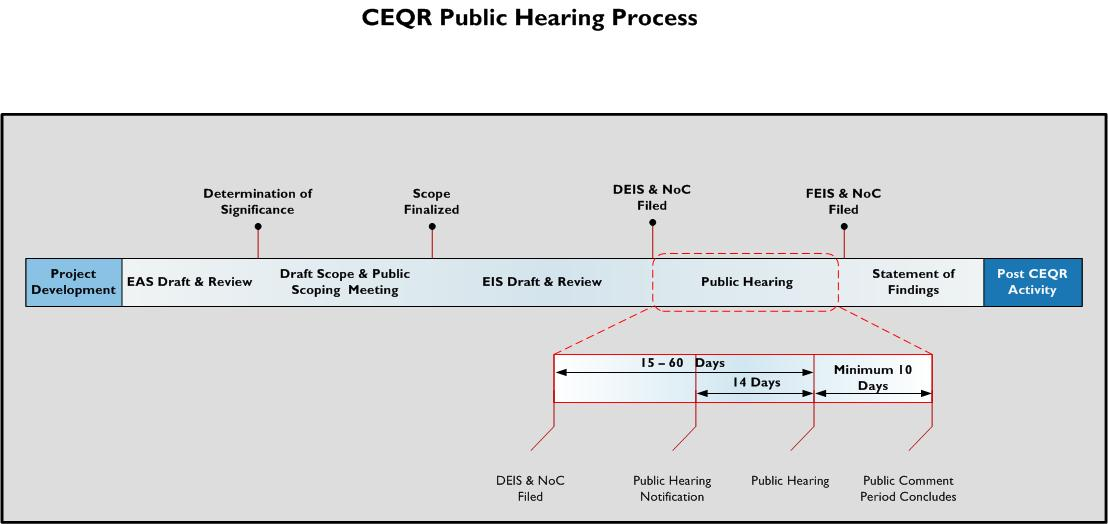 CEQR Public Hearing Process
Determination of
Significance
Scope
Finalized
DEIS & NoC
Filed
FEIS & NoC
Filed
Project
Development
EAS Draft & Review
Draft Scope & Public
Scoping Meeting
EIS Draft & Review
Public Hearing
Statement of
Findings
Post CEQR
Activity
15 – 60 Days
14 Days
Minimum 10
Days
DEIS & NoC
Filed
Public Hearing
Notification
Public Hearing
Public Comment
Period Concludes